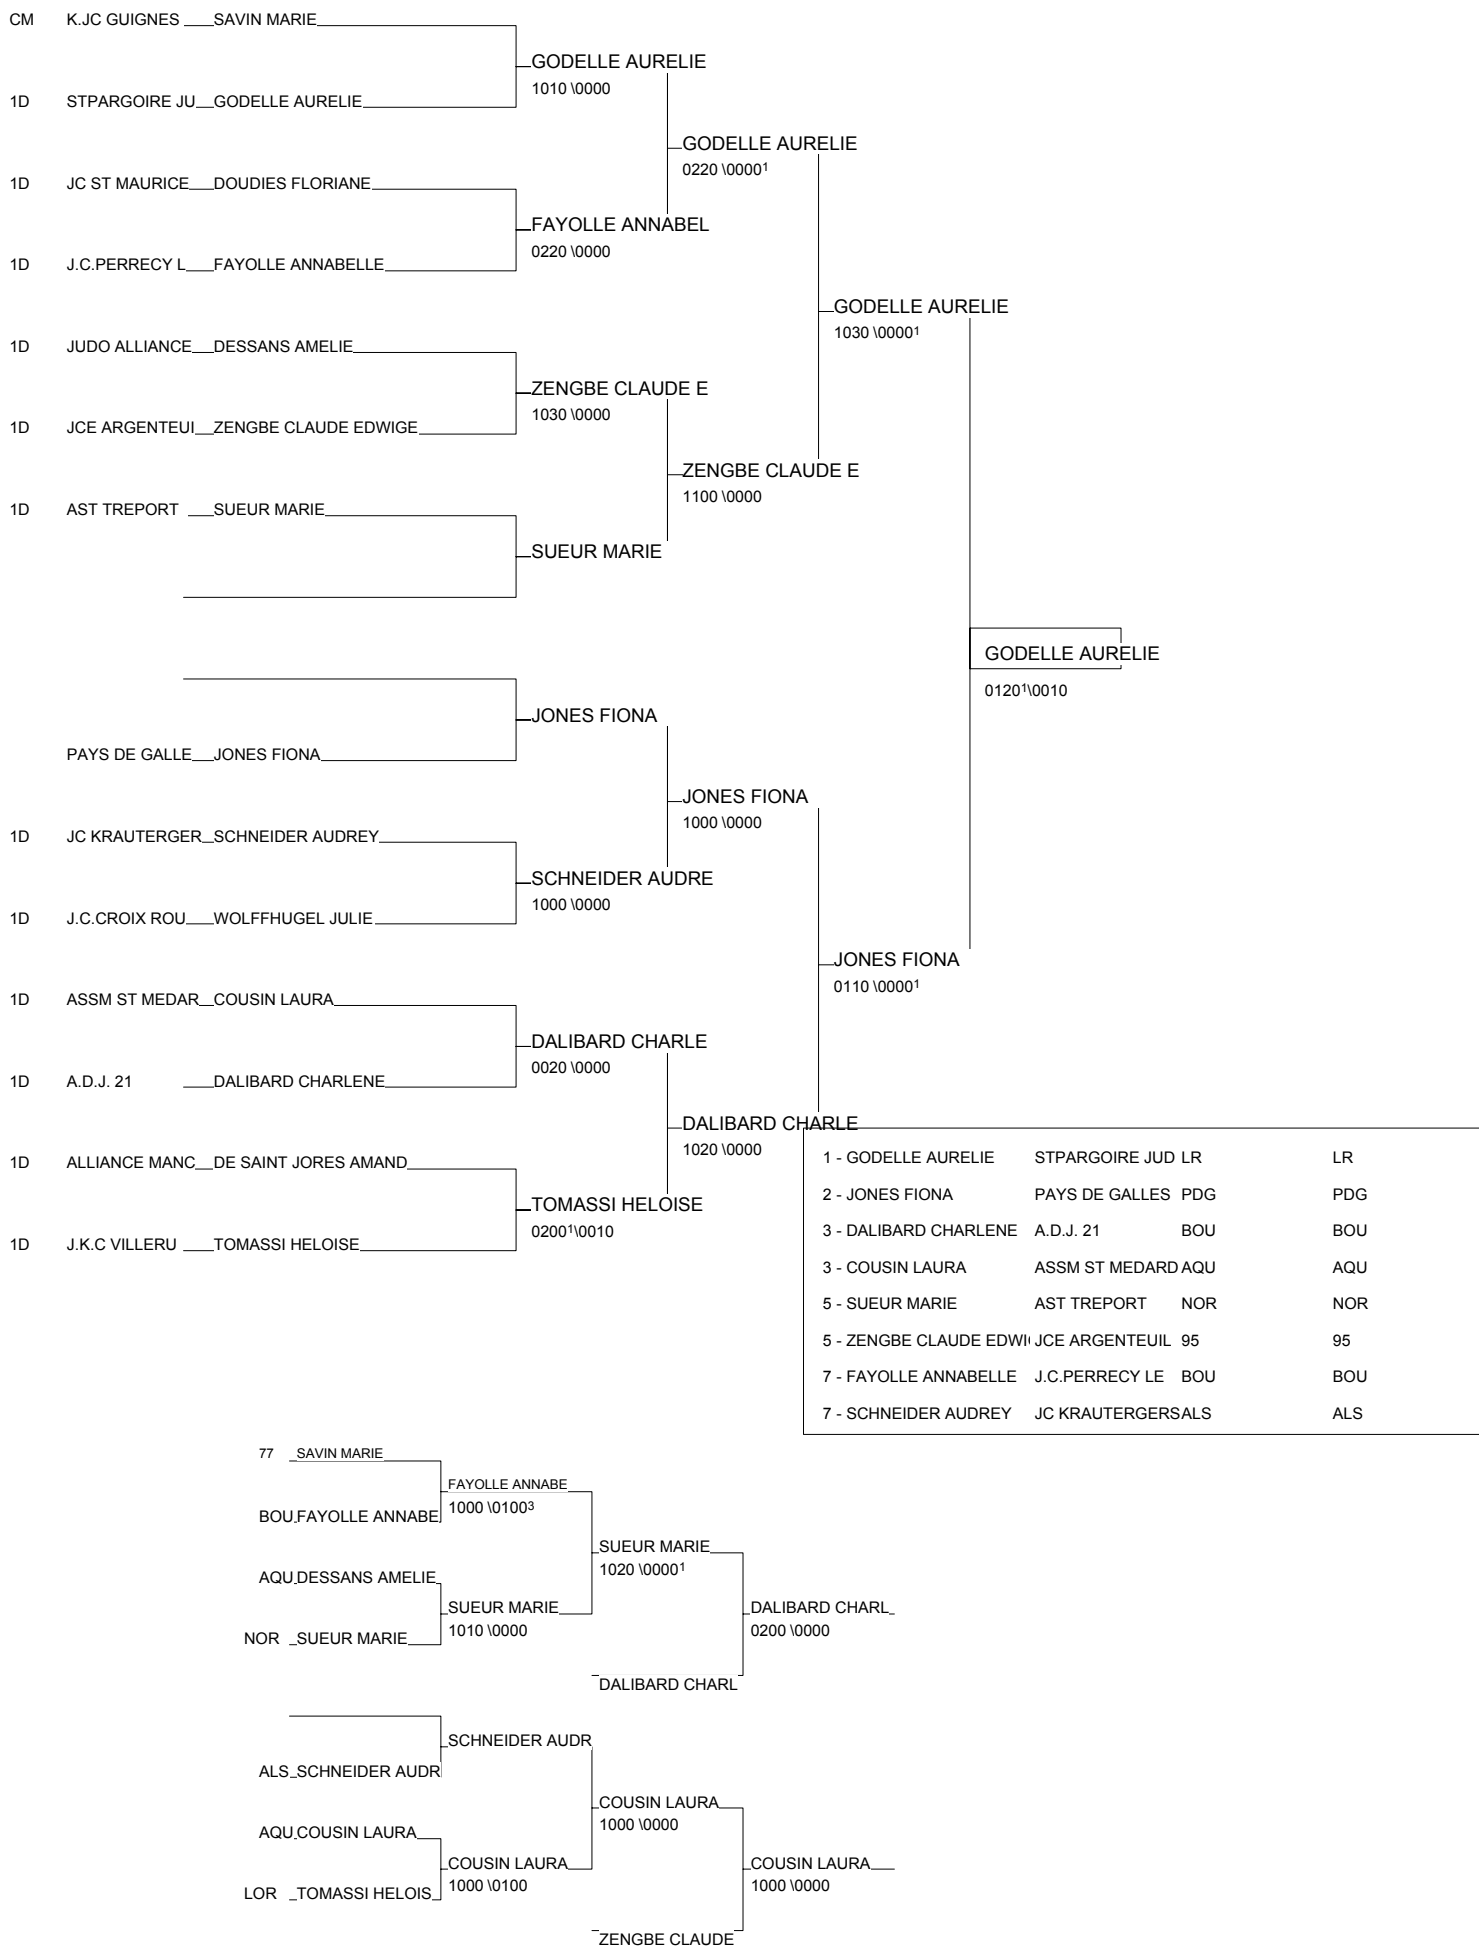 CM K.JC GUIGNES SAVIN MARIE
GODELLE AURELIE
1010 \0000
1D STPARGOIRE JU GODELLE AURELIE
GODELLE AURELIE
0220 \0000¹
1D JC ST MAURICE DOUDIES FLORIANE
FAYOLLE ANNABEL
0220 \0000
1D J.C.PERRECY L FAYOLLE ANNABELLE
GODELLE AURELIE
1030 \0000¹
1D JUDO ALLIANCE DESSANS AMELIE
ZENGBE CLAUDE E
1030 \0000
1D JCE ARGENTEUI ZENGBE CLAUDE EDWIGE
ZENGBE CLAUDE E
1100 \0000
1D AST TREPORT SUEUR MARIE
SUEUR MARIE
GODELLE AURELIE
0120¹\0010
JONES FIONA
PAYS DE GALLE JONES FIONA
JONES FIONA
1000 \0000
1D JC KRAUTERGER SCHNEIDER AUDREY
SCHNEIDER AUDRE
1000 \0000
1D J.C.CROIX ROU WOLFFHUGEL JULIE
JONES FIONA
0110 \0000¹
1D ASSM ST MEDAR COUSIN LAURA
DALIBARD CHARLE
0020 \0000
1D A.D.J. 21 DALIBARD CHARLENE
DALIBARD CHARLE
1020 \0000
1D ALLIANCE MANC DE SAINT JORES AMAND
TOMASSI HELOISE
0200¹\0010
1D J.K.C VILLERU TOMASSI HELOISE
1 - GODELLE AURELIE STPARGOIRE JUD LR LR
2 - JONES FIONA PAYS DE GALLES PDG PDG
3 - DALIBARD CHARLENE A.D.J. 21 BOU BOU
3 - COUSIN LAURA ASSM ST MEDARD AQU AQU
5 - SUEUR MARIE AST TREPORT NOR NOR
5 - ZENGBE CLAUDE EDWI JCE ARGENTEUIL 95 95
7 - FAYOLLE ANNABELLE J.C.PERRECY LE BOU BOU
7 - SCHNEIDER AUDREY JC KRAUTERGERS ALS ALS
77 SAVIN MARIE
FAYOLLE ANNABE
1000 \0100³
BOU FAYOLLE ANNABE
SUEUR MARIE
1020 \0000¹
AQU DESSANS AMELIE
SUEUR MARIE
1010 \0000
DALIBARD CHARL
0200 \0000
NOR SUEUR MARIE
DALIBARD CHARL
SCHNEIDER AUDR
ALS SCHNEIDER AUDR
COUSIN LAURA
1000 \0000
AQU COUSIN LAURA
COUSIN LAURA
1000 \0100
COUSIN LAURA
1000 \0000
LOR TOMASSI HELOIS
ZENGBE CLAUDE